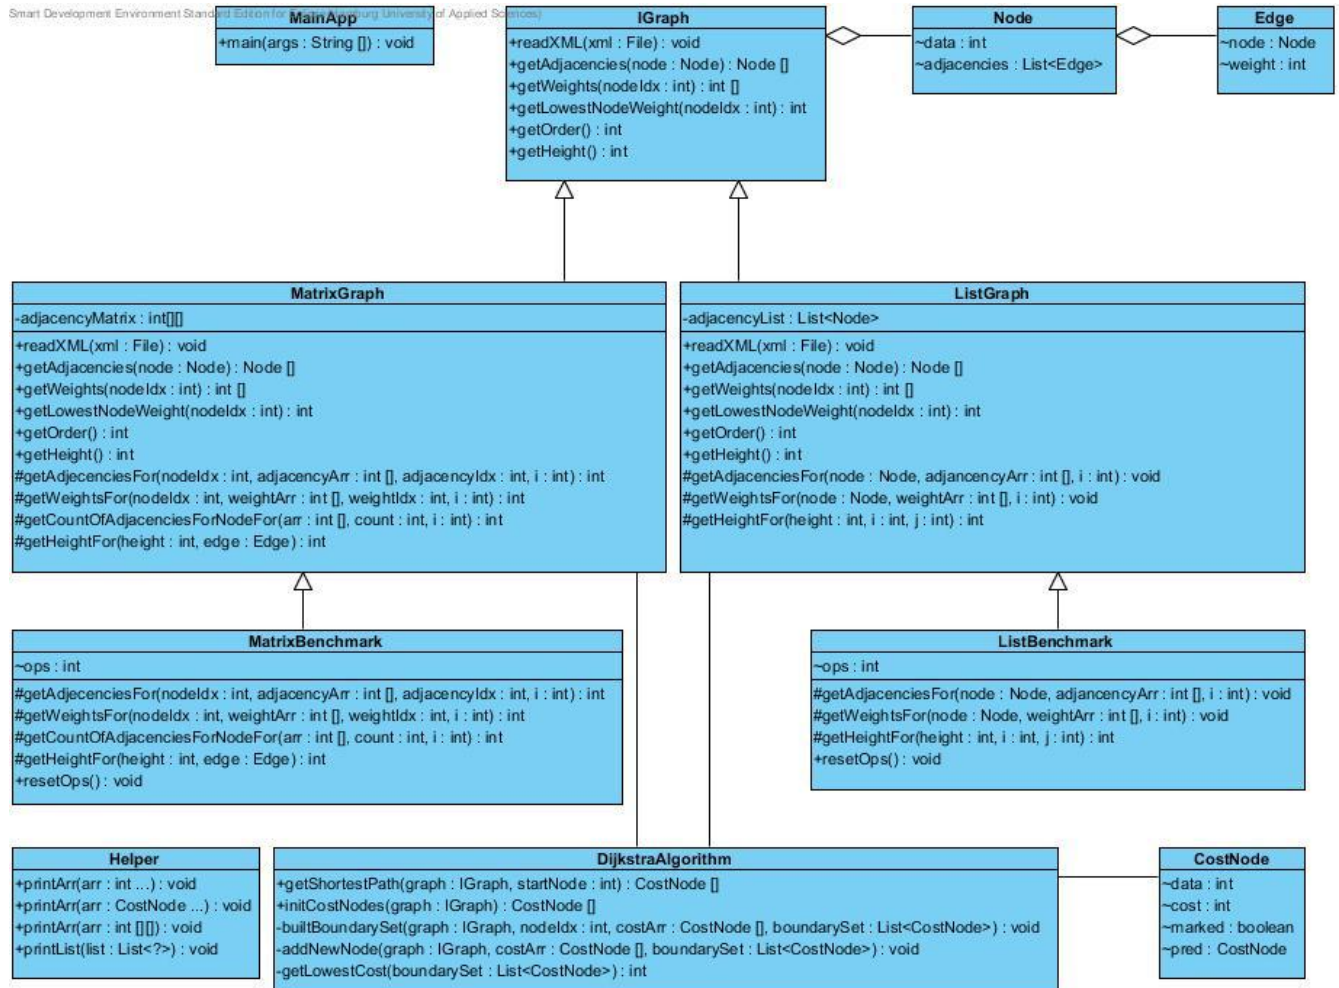 Smart Development Environment Standard Edition for Hamburg University of Applied Sciences)
MainApp
+main(args : String []) : void
IGraph
+readXML(xml : File) : void
+getAdjacencies(node : Node) : Node []
+getWeights(nodeIdx : int) : int []
+getLowestNodeWeight(nodeIdx : int) : int
+getOrder() : int
+getHeight() : int
Node
~data : int
~adjacencies : List<Edge>
Edge
~node : Node
~weight : int
MatrixGraph
-adjacencyMatrix : int[][]
+readXML(xml : File) : void
+getAdjacencies(node : Node) : Node []
+getWeights(nodeIdx : int) : int []
+getLowestNodeWeight(nodeIdx : int) : int
+getOrder() : int
+getHeight() : int
#getAdjecenciesFor(nodeIdx : int, adjacencyArr : int [], adjacencyIdx : int, i : int) : int
#getWeightsFor(nodeIdx : int, weightArr : int [], weightIdx : int, i : int) : int
#getCountOfAdjacenciesForNodeFor(arr : int [], count : int, i : int) : int
#getHeightFor(height : int, edge : Edge) : int
ListGraph
-adjacencyList : List<Node>
+readXML(xml : File) : void
+getAdjacencies(node : Node) : Node []
+getWeights(nodeIdx : int) : int []
+getLowestNodeWeight(nodeIdx : int) : int
+getOrder() : int
+getHeight() : int
#getAdjacenciesFor(node : Node, adjancencyArr : int [], i : int) : void
#getWeightsFor(node : Node, weightArr : int [], i : int) : void
#getHeightFor(height : int, i : int, j : int) : int
MatrixBenchmark
~ops : int
#getAdjecenciesFor(nodeIdx : int, adjacencyArr : int [], adjacencyIdx : int, i : int) : int
#getWeightsFor(nodeIdx : int, weightArr : int [], weightIdx : int, i : int) : int
#getCountOfAdjacenciesForNodeFor(arr : int [], count : int, i : int) : int
#getHeightFor(height : int, edge : Edge) : int
+resetOps() : void
ListBenchmark
~ops : int
#getAdjacenciesFor(node : Node, adjancencyArr : int [], i : int) : void
#getWeightsFor(node : Node, weightArr : int [], i : int) : void
#getHeightFor(height : int, i : int, j : int) : int
+resetOps() : void
Helper
+printArr(arr : int ...) : void
+printArr(arr : CostNode ...) : void
+printArr(arr : int [][]) : void
+printList(list : List<?>) : void
DijkstraAlgorithm
+getShortestPath(graph : IGraph, startNode : int) : CostNode []
+initCostNodes(graph : IGraph) : CostNode []
-builtBoundarySet(graph : IGraph, nodeIdx : int, costArr : CostNode [], boundarySet : List<CostNode>) : void
-addNewNode(graph : IGraph, costArr : CostNode [], boundarySet : List<CostNode>) : void
-getLowestCost(boundarySet : List<CostNode>) : int
CostNode
~data : int
~cost : int
~marked : boolean
~pred : CostNode